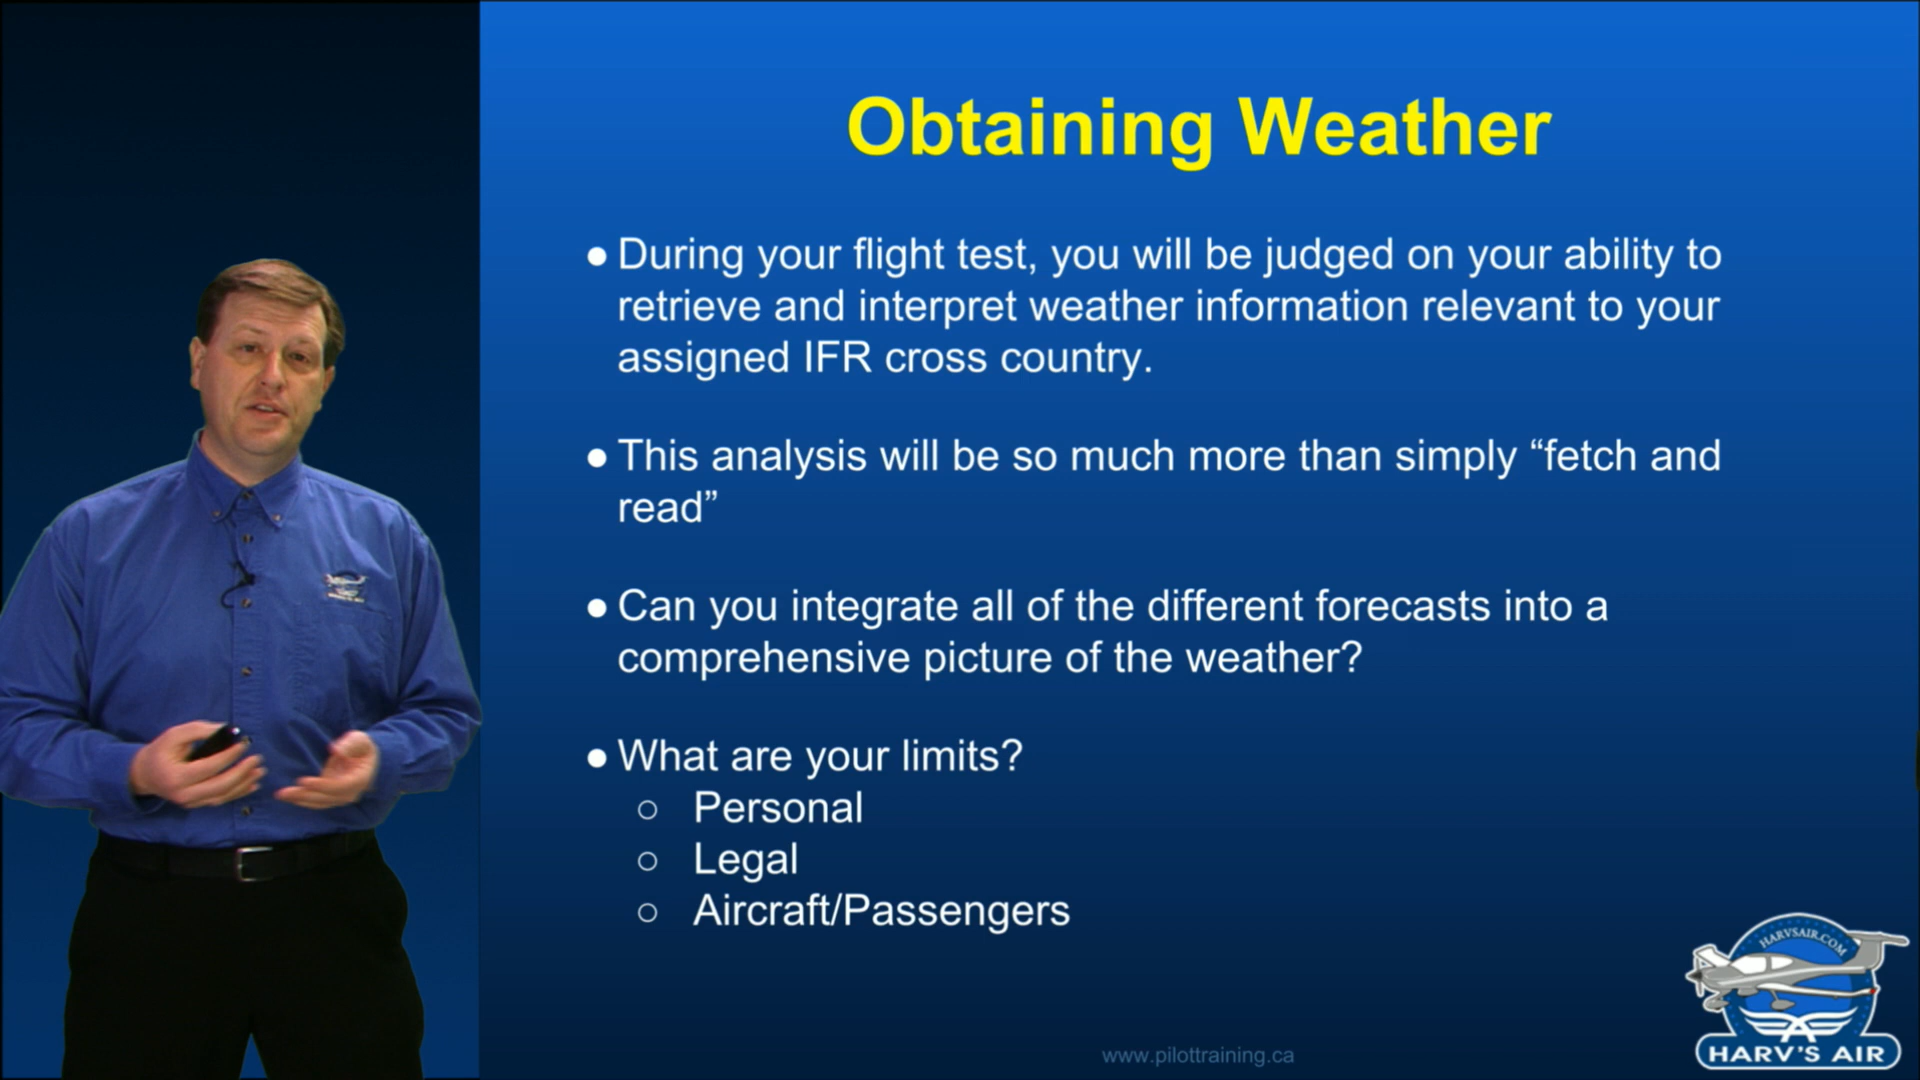 Obtaining Weather
● During your flight test, you will be judged on your ability to
retrieve and interpret weather information relevant to your
assigned IFR cross country.
● This analysis will be so much more than simply “fetch and
read”
● Can you integrate all of the different forecasts into a
comprehensive picture of the weather?
● What are your limits?
○ Personal
○ Legal
○ Aircraft/Passengers
HARVSAIR.COM
HARV'S AIR
www.pilottraining.ca